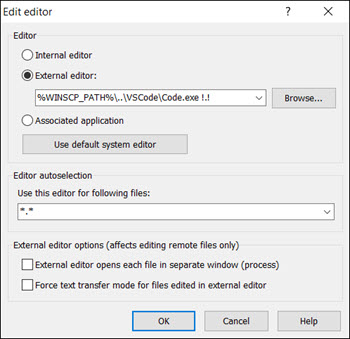 Edit editor
Editor
Internal editor
External editor:
%WINSCP_PATH%\..\VSCode\Code.exe !.!
Browse...
Associated application
Use default system editor
Editor autoselection
Use this editor for following files:
*.*
External editor options (affects editing remote files only)
External editor opens each file in separate window (process)
Force text transfer mode for files edited in external editor
OK
Cancel
Help